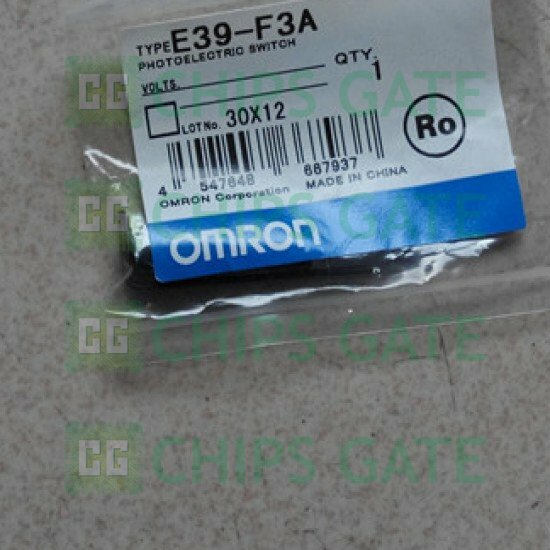 TYPE E39-F3A
PHOTOELECTRIC SWITCH
VOLTS.
QTY.
1
LOT No. 30X12
Ro
4 547648 687937
OMRON Corporation MADE IN CHINA
OMRON
CG CHIPS GATE
CG CHIPS GATE
CG CHIPS GATE
CG CHIPS GATE